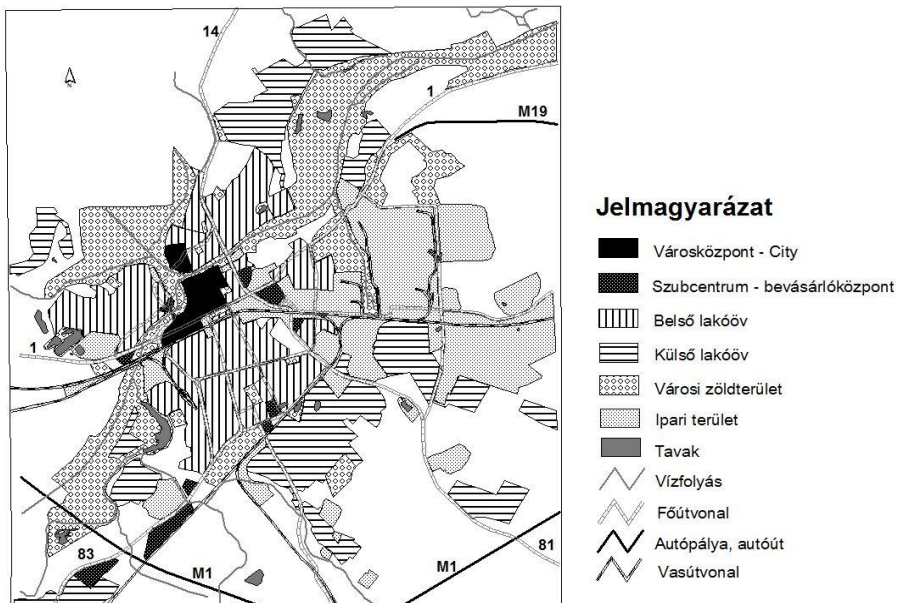 14
1
M19
1
83
M1
M1
81
Jelmagyarázat
Városközpont - City
Szubcentrum - bevásárlóközpont
Belső lakóöv
Külső lakóöv
Városi zöldterület
Ipari terület
Tavak
Vízfolyás
Főútvonal
Autópálya, autóút
Vasútvonal